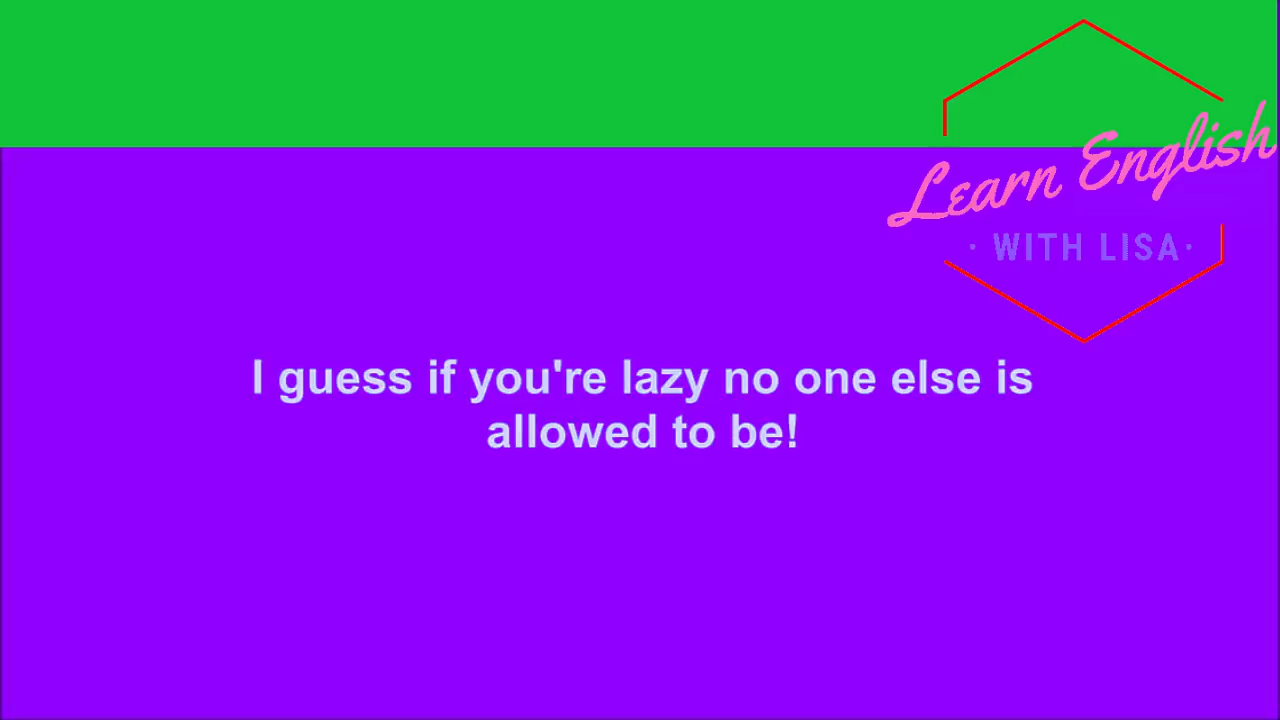 Learn English
· WITH LISA·
I guess if you're lazy no one else is
allowed to be!